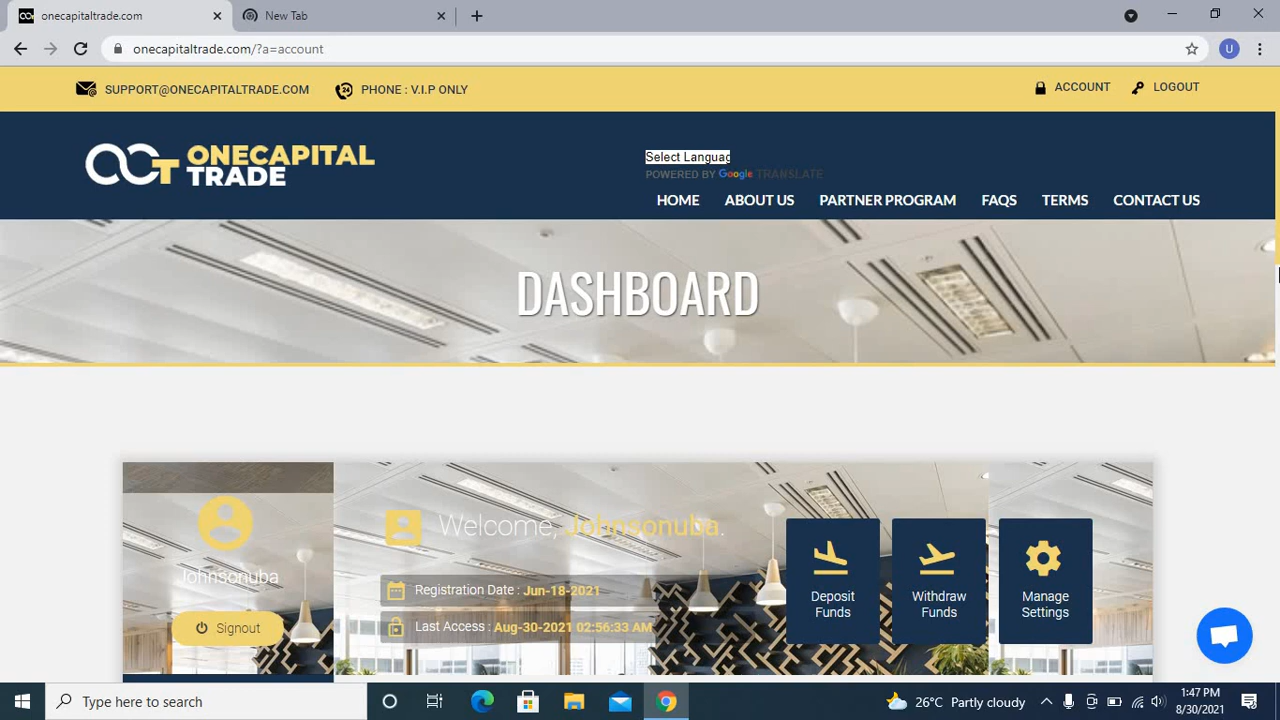 onecapitaltrade.com
New Tab
onecapitaltrade.com/?a=account
U
SUPPORT@ONECAPITALTRADE.COM
PHONE : V.I.P ONLY
ACCOUNT
LOGOUT
OCT ONECAPITAL
TRADE
Select Languag
POWERED BY Google TRANSLATE
HOME
ABOUT US
PARTNER PROGRAM
FAQS
TERMS
CONTACT US
DASHBOARD
Johnsonuba
Signout
Welcome, Johnsonuba.
Registration Date : Jun-18-2021
Last Access : Aug-30-2021 02:56:33 AM
Deposit
Funds
Withdraw
Funds
Manage
Settings
Type here to search
26°C Partly cloudy
1:47 PM
8/30/2021